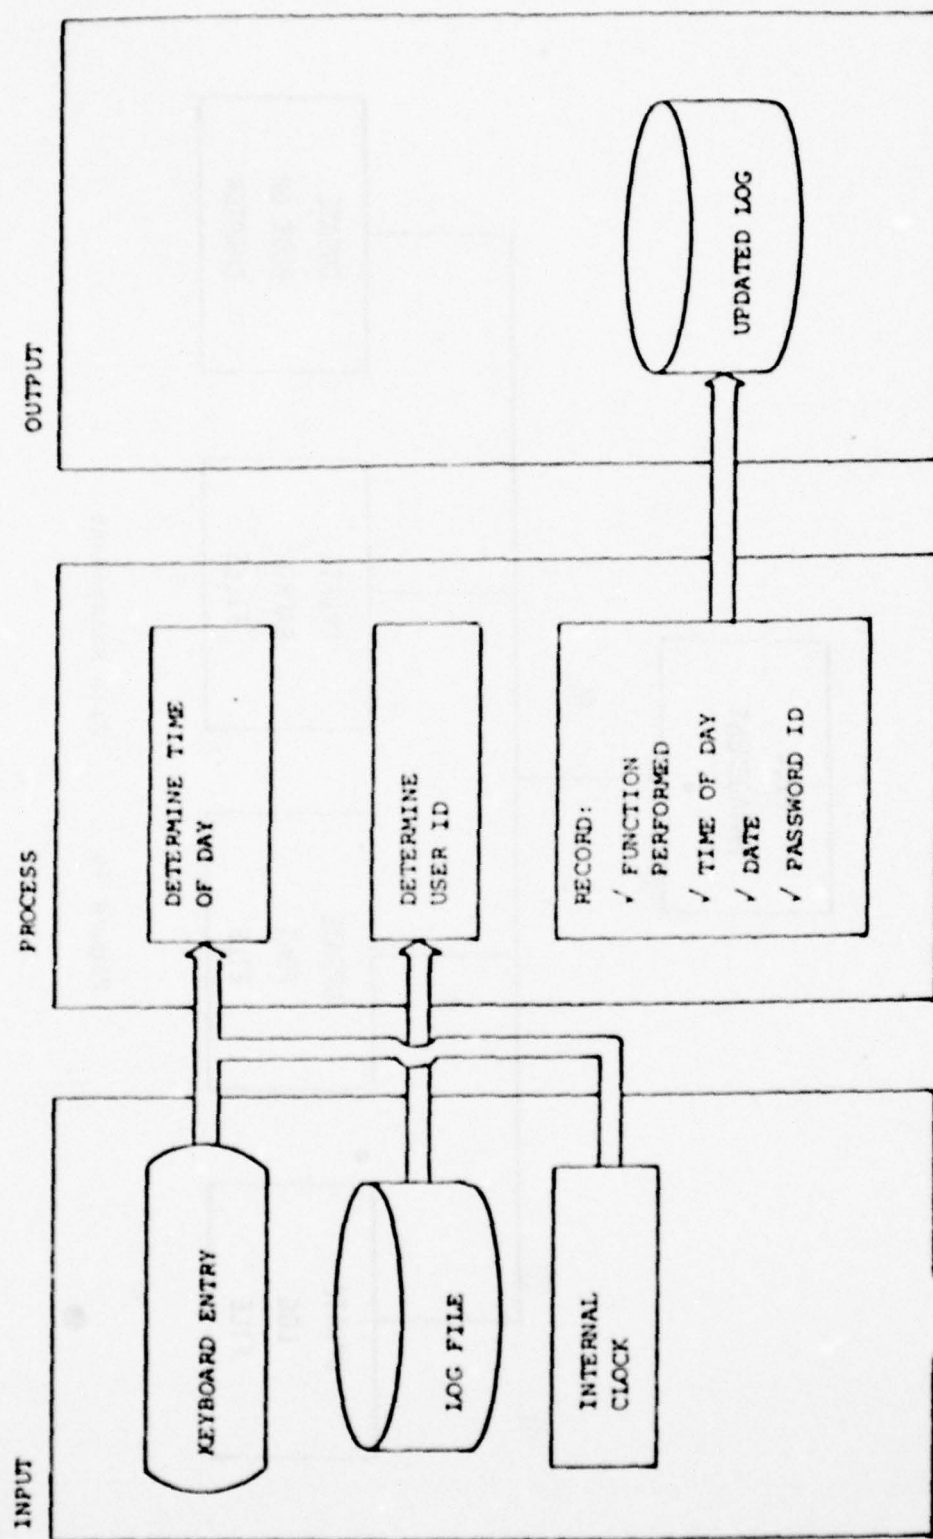 INPUT
KEYBOARD ENTRY
LOG FILE
INTERNAL
CLOCK
PROCESS
DETERMINE TIME
OF DAY
DETERMINE
USER ID
RECORD:
✓ FUNCTION
PERFORMED
✓ TIME OF DAY
✓ DATE
✓ PASSWORD ID
OUTPUT
UPDATED LOG